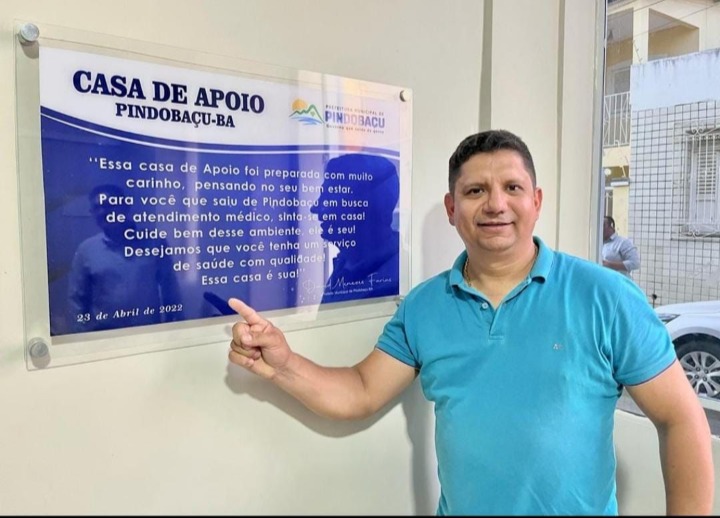 CASA DE APOIO
PINDOBAÇU-BA
PREFEITURA MUNICIPAL DE
PINDOBAÇU
"Essa casa de Apoio foi preparada com muito
carinho, pensando no seu bem estar.
Para você que saiu de Pindobaçu em busca
de atendimento médico, sinta-se em casa!
Cuide bem desse ambiente, ele é seu!
Desejamos que você tenha um serviço
de saúde com qualidade!
Essa casa é sua!"
23 de Abril de 2022